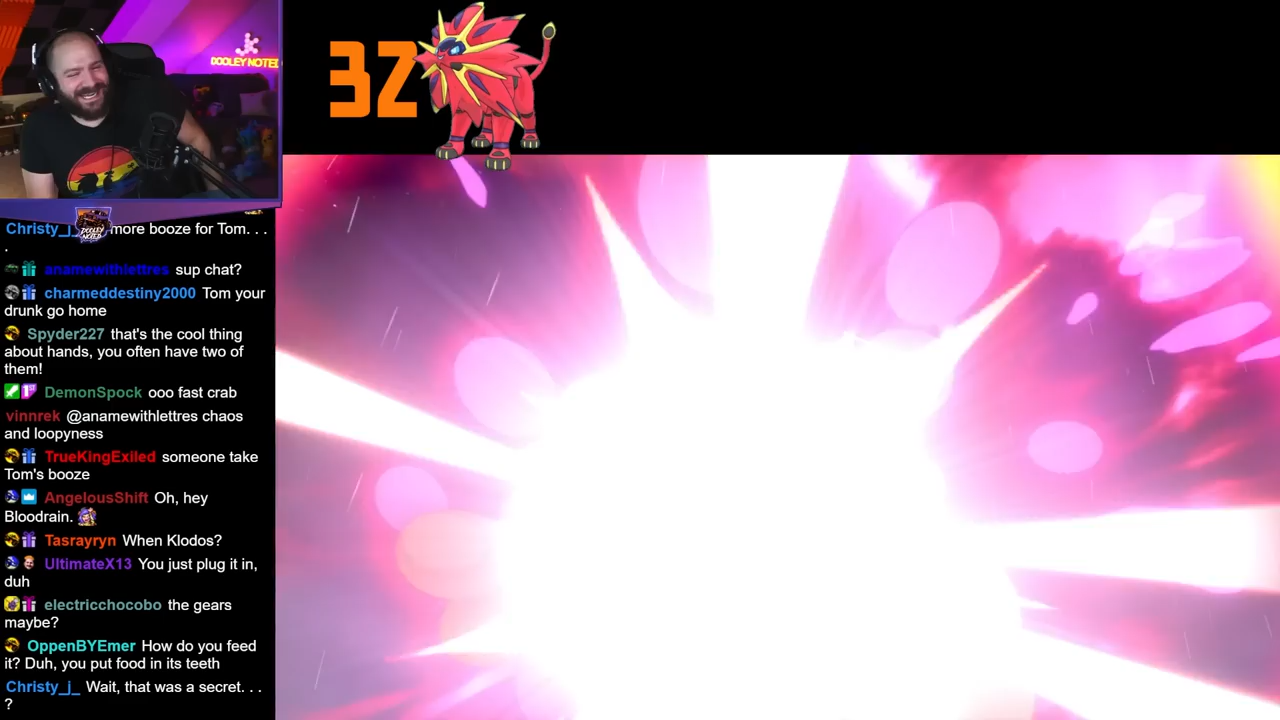 DOOLEY NOTED
32
DOOLEY
NOTED
Christy_j_ more booze for Tom. . .
.
anamewithlettres sup chat?
charmeddestiny2000 Tom your
drunk go home
Spyder227 that's the cool thing
about hands, you often have two of
them!
DemonSpock ooo fast crab
vinnrek @anamewithlettres chaos
and loopyness
TrueKingExiled someone take
Tom's booze
AngelousShift Oh, hey
Bloodrain.
Tasrayryn When Klodos?
UltimateX13 You just plug it in,
duh
electricchocobo the gears
maybe?
OppenBYEmer How do you feed
it? Duh, you put food in its teeth
Christy_j_ Wait, that was a secret. . .
?